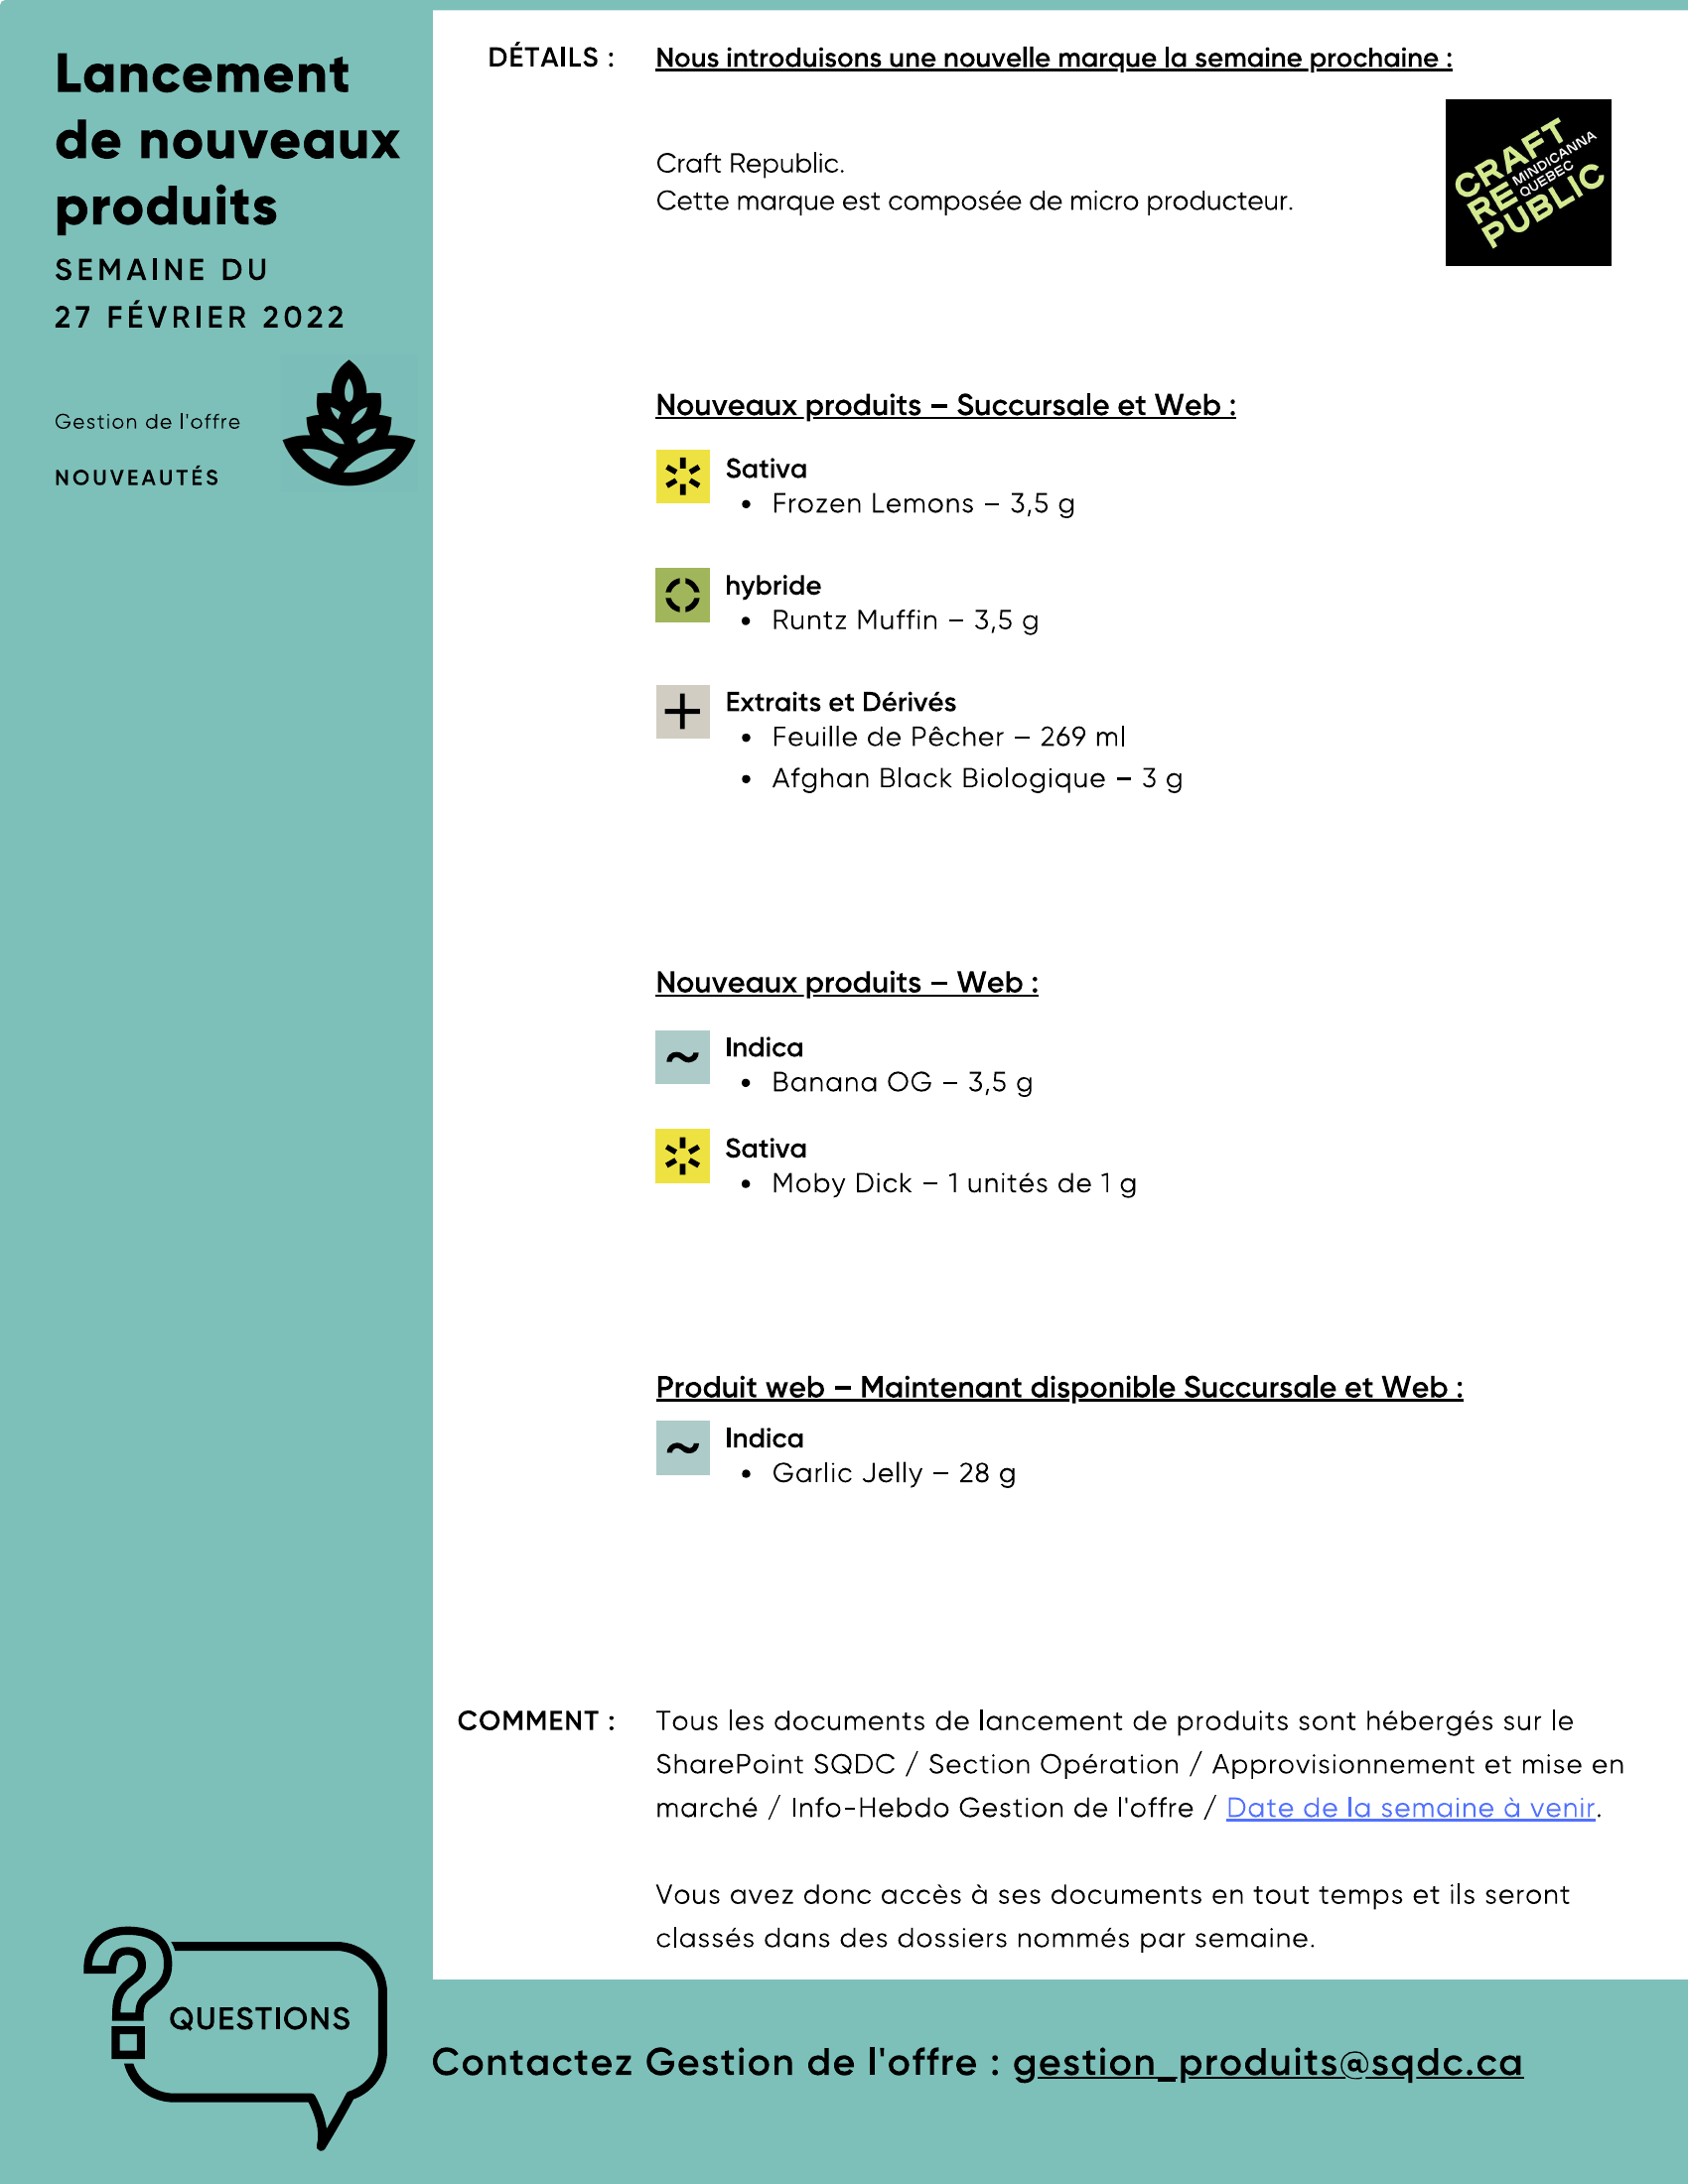 Lancement
de nouveaux
produits
SEMAINE DU
27 FÉVRIER 2022
Gestion de l'offre
NOUVEAUTÉS
DÉTAILS :
Nous introduisons une nouvelle marque la semaine prochaine :
Craft Republic.
Cette marque est composée de micro producteur.
CRAFT
RE MINDICANNA
QUEBEC
PUBLIC
Nouveaux produits – Succursale et Web :
Sativa
• Frozen Lemons – 3,5 g
hybride
• Runtz Muffin – 3,5 g
Extraits et Dérivés
• Feuille de Pêcher – 269 ml
• Afghan Black Biologique – 3 g
Nouveaux produits – Web :
~ Indica
• Banana OG – 3,5 g
Sativa
• Moby Dick – 1 unités de 1 g
Produit web – Maintenant disponible Succursale et Web :
~ Indica
• Garlic Jelly – 28 g
COMMENT :
Tous les documents de lancement de produits sont hébergés sur le
SharePoint SQDC / Section Opération / Approvisionnement et mise en
marché / Info-Hebdo Gestion de l'offre / Date de la semaine à venir.
Vous avez donc accès à ses documents en tout temps et ils seront
classés dans des dossiers nommés par semaine.
? QUESTIONS
Contactez Gestion de l'offre : gestion_produits@sqdc.ca